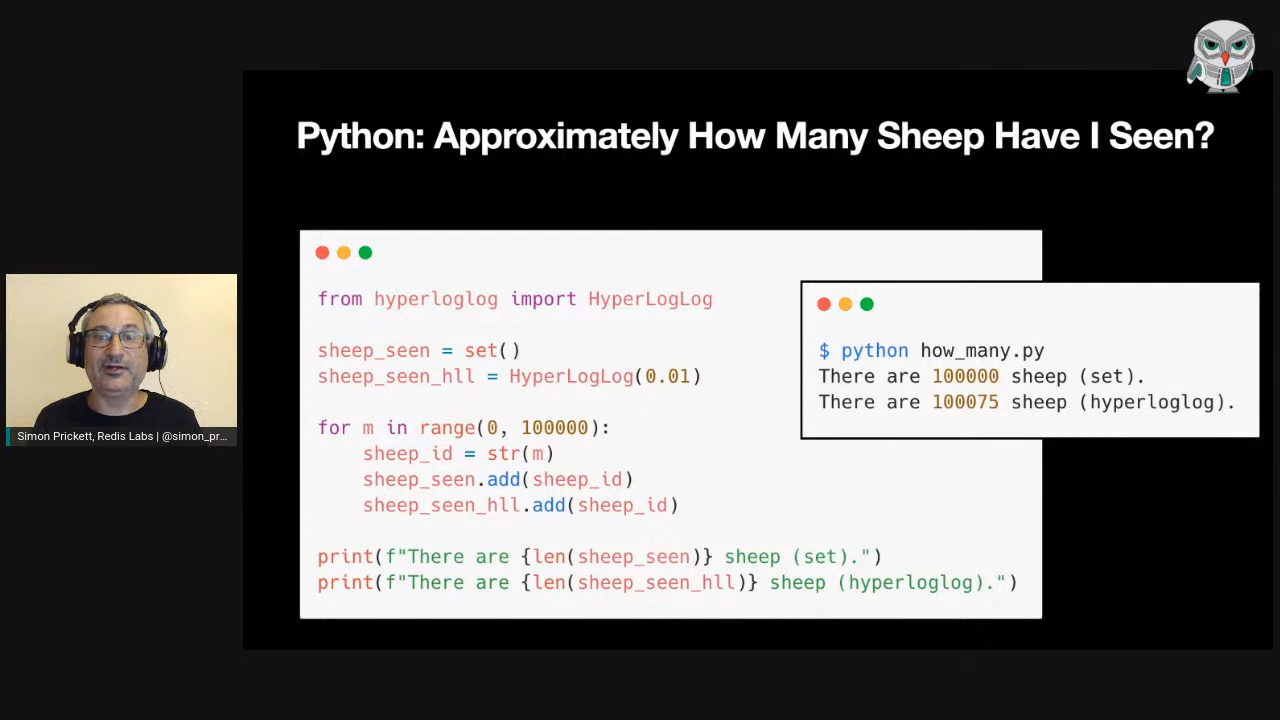 Python: Approximately How Many Sheep Have I Seen?
from hyperloglog import HyperLogLog
sheep_seen = set()
sheep_seen_hll = HyperLogLog(0.01)
for m in range(0, 100000):
    sheep_id = str(m)
    sheep_seen.add(sheep_id)
    sheep_seen_hll.add(sheep_id)
print(f"There are {len(sheep_seen)} sheep (set).")
print(f"There are {len(sheep_seen_hll)} sheep (hyperloglog).")
$ python how_many.py
There are 100000 sheep (set).
There are 100075 sheep (hyperloglog).
Simon Prickett, Redis Labs | @simon_pr...